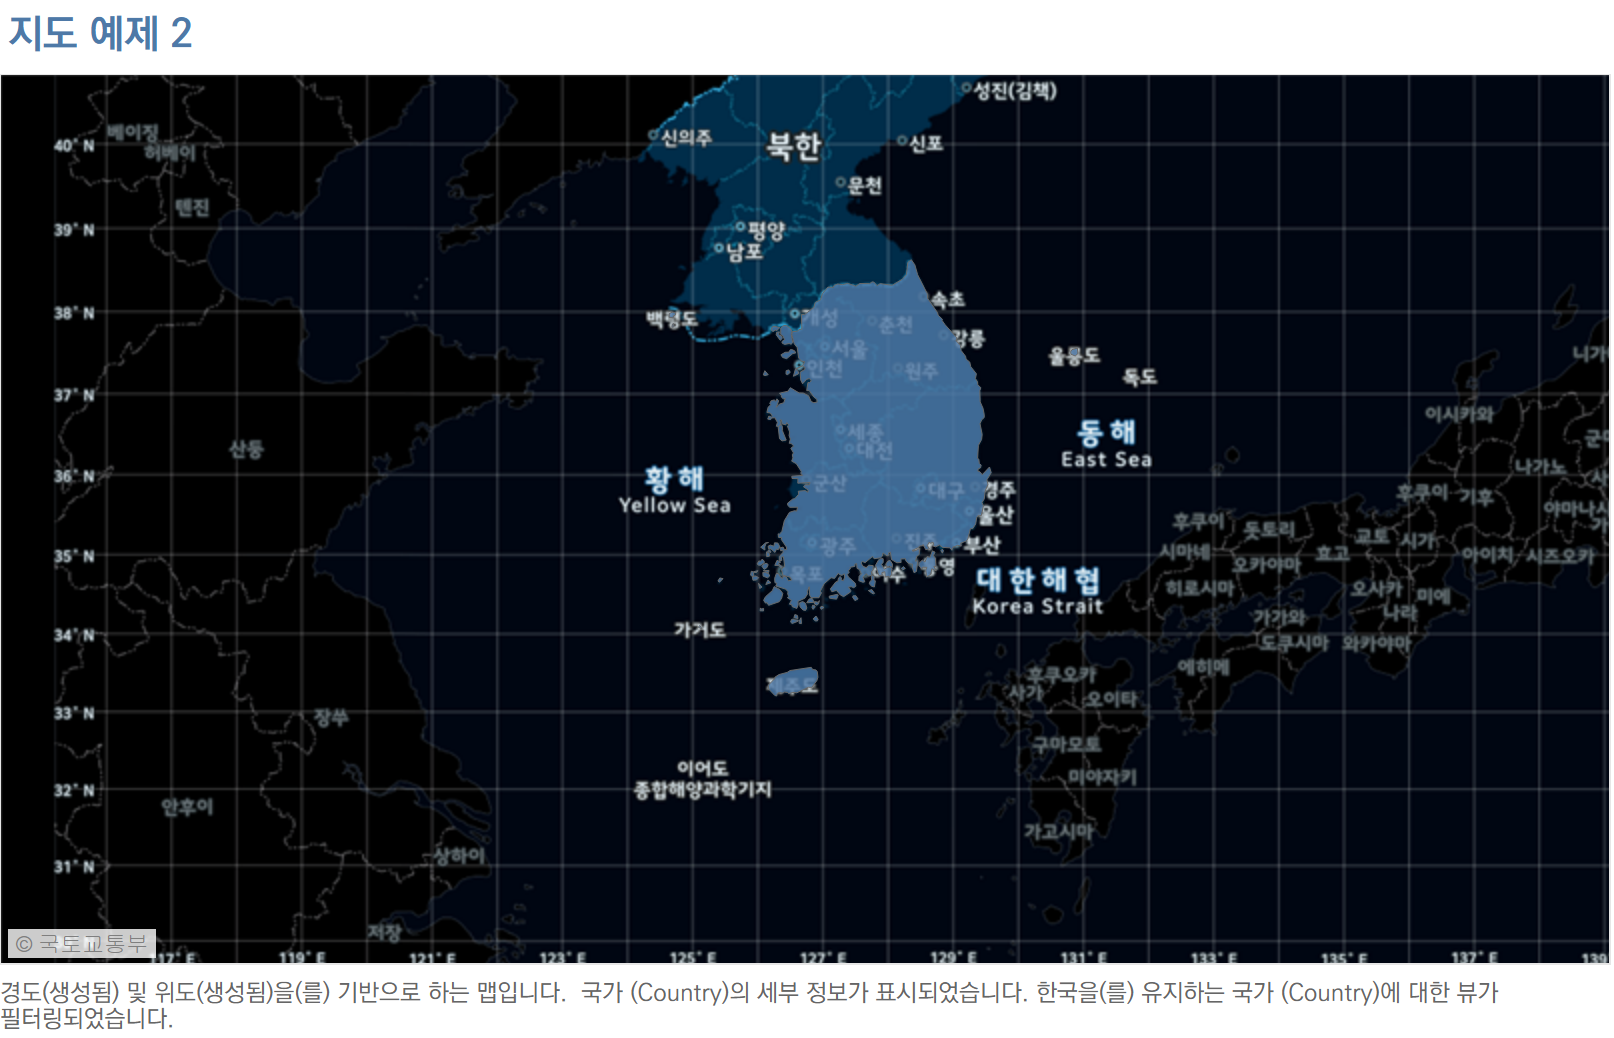 지도 예제 2
성진(김책)
베이징
신의주
북한
신포
40° N
허베이
문천
톈진
39° N
평양
남포
속초
38° N
백령도
개성
춘천
강릉
서울
울릉도
인천
원주
독도
37° N
이시카와
동 해
세종
산둥
대전
East Sea
나가노
36° N
황 해
군산
대구
경주
후쿠이
기후
Yellow Sea
울산
후쿠이
돗토리
교토
시가
광주
진주
부산
35° N
시마네
효고
아이치
시즈오카
오카야마
목포
여수
통영
대 한 해 협
히로시마
오사카
미에
Korea Strait
나라
가가와
34° N
가거도
도쿠시마
와카야마
에히메
후쿠오카
제주도
사가
오이타
33° N
장쑤
구마모토
이어도
미야자키
32° N
종합해양과학기지
안후이
가고시마
31° N
상하이
저장
© 국토교통부
117° E
119° E
121° E
123° E
125° E
127° E
129° E
131° E
133° E
135° E
137° E
경도(생성됨) 및 위도(생성됨)을(를) 기반으로 하는 맵입니다.  국가 (Country)의 세부 정보가 표시되었습니다. 한국을(를) 유지하는 국가 (Country)에 대한 뷰가
필터링되었습니다.